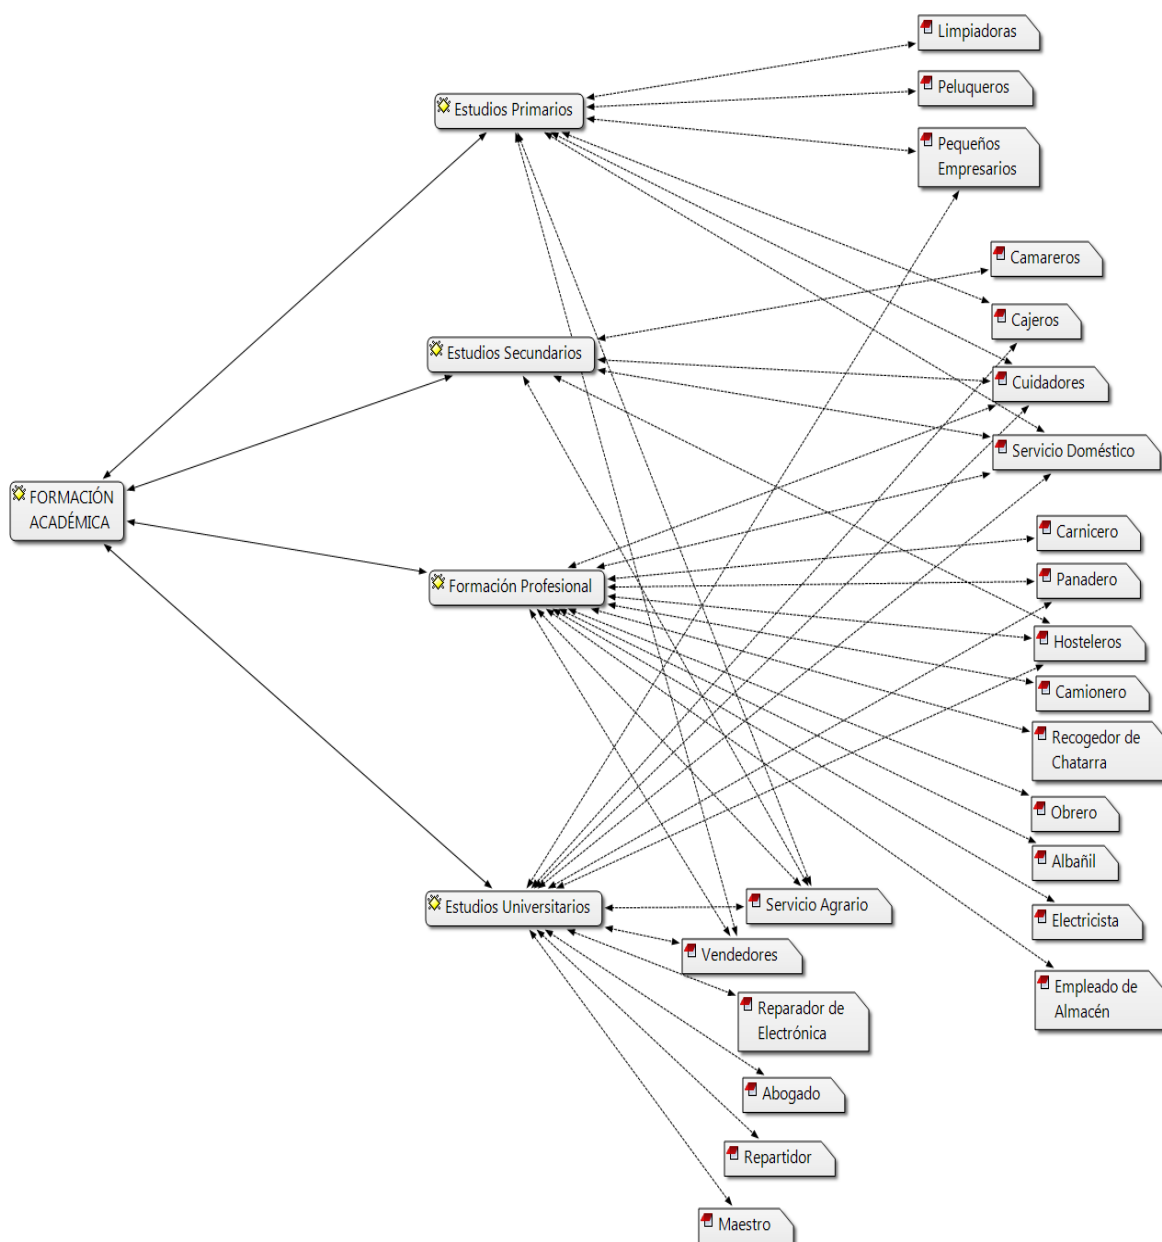 Limpiadoras
Peluqueros
Estudios Primarios
Pequeños
Empresarios
Camareros
Cajeros
Estudios Secundarios
Cuidadores
Servicio Doméstico
FORMACIÓN
ACADÉMICA
Carnicero
Formación Profesional
Panadero
Hosteleros
Camionero
Recogedor de
Chatarra
Obrero
Albañil
Estudios Universitarios
Servicio Agrario
Electricista
Vendedores
Empleado de
Almacén
Reparador de
Electrónica
Abogado
Repartidor
Maestro